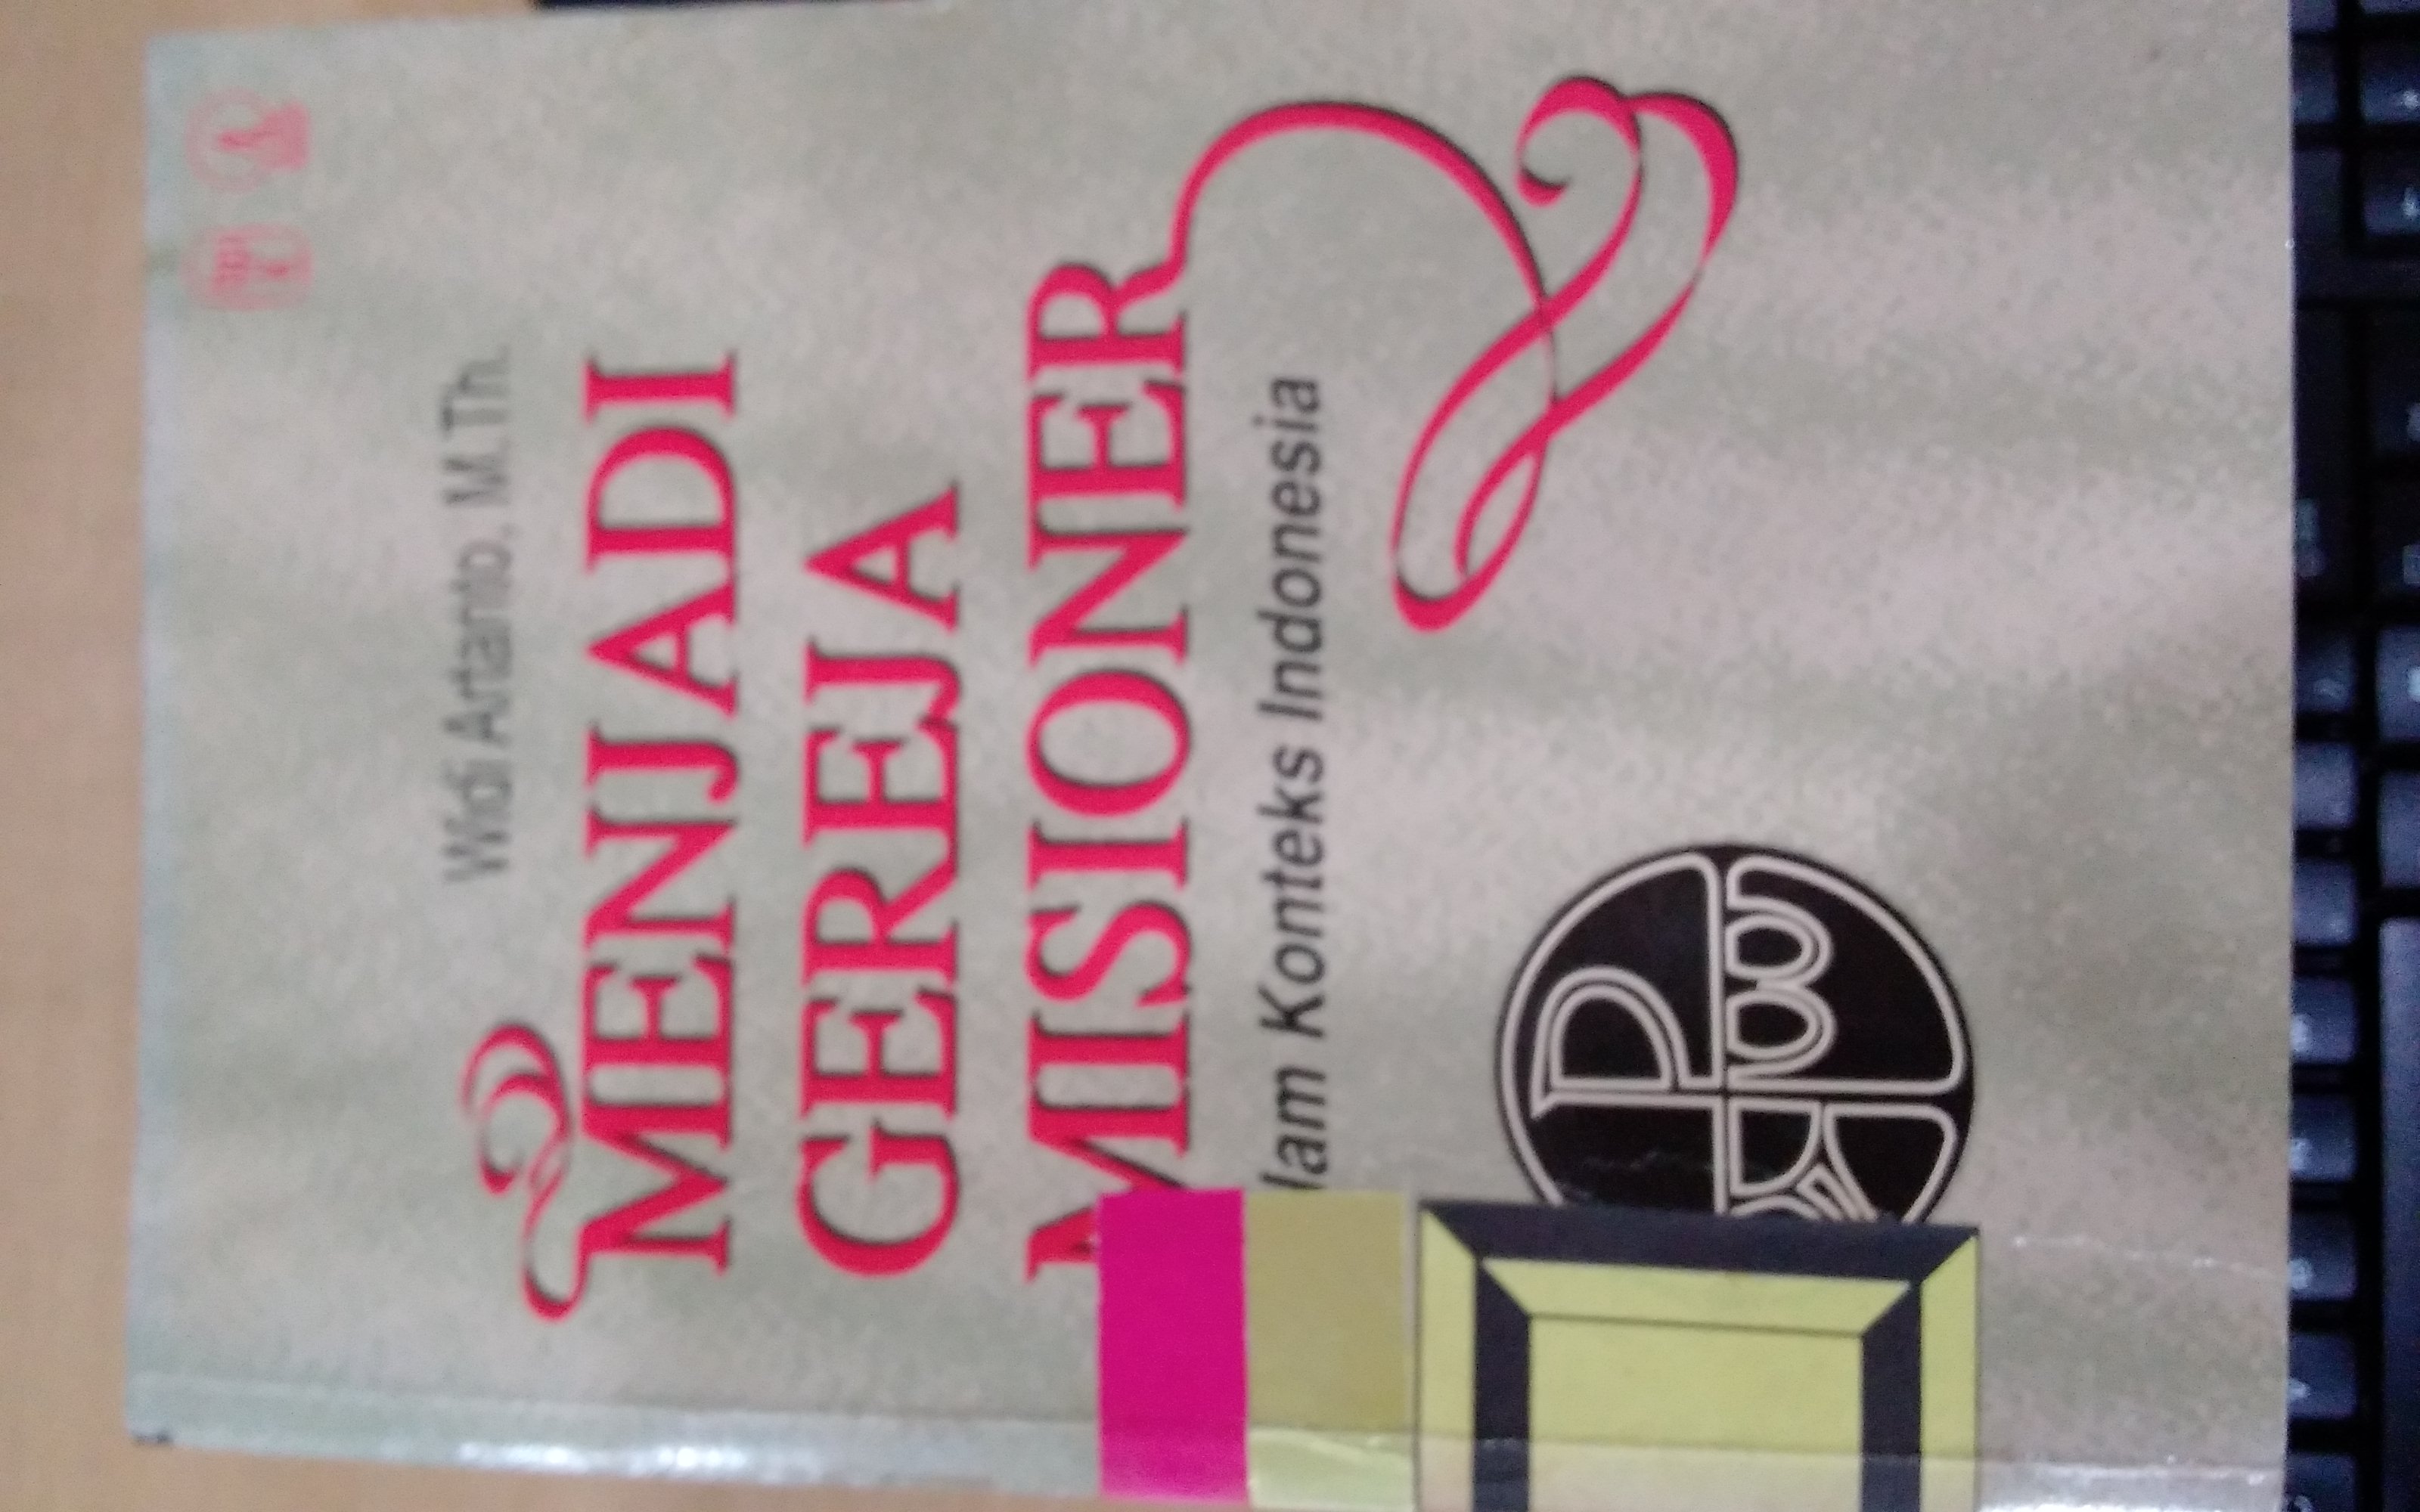 Widi Artanto, M.Th.
MENJADI
GEREJA
MISIONER
lam Konteks Indonesia